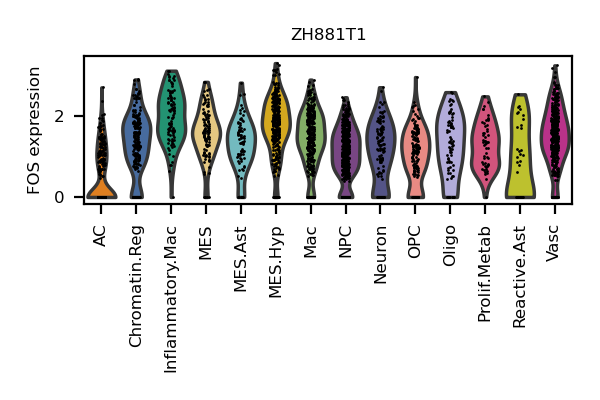 ZH881T1
FOS expression
2
0
AC
Chromatin.Reg
Inflammatory.Mac
MES
MES.Ast
MES.Hyp
Mac
NPC
Neuron
OPC
Oligo
Prolif.Metab
Reactive.Ast
Vasc